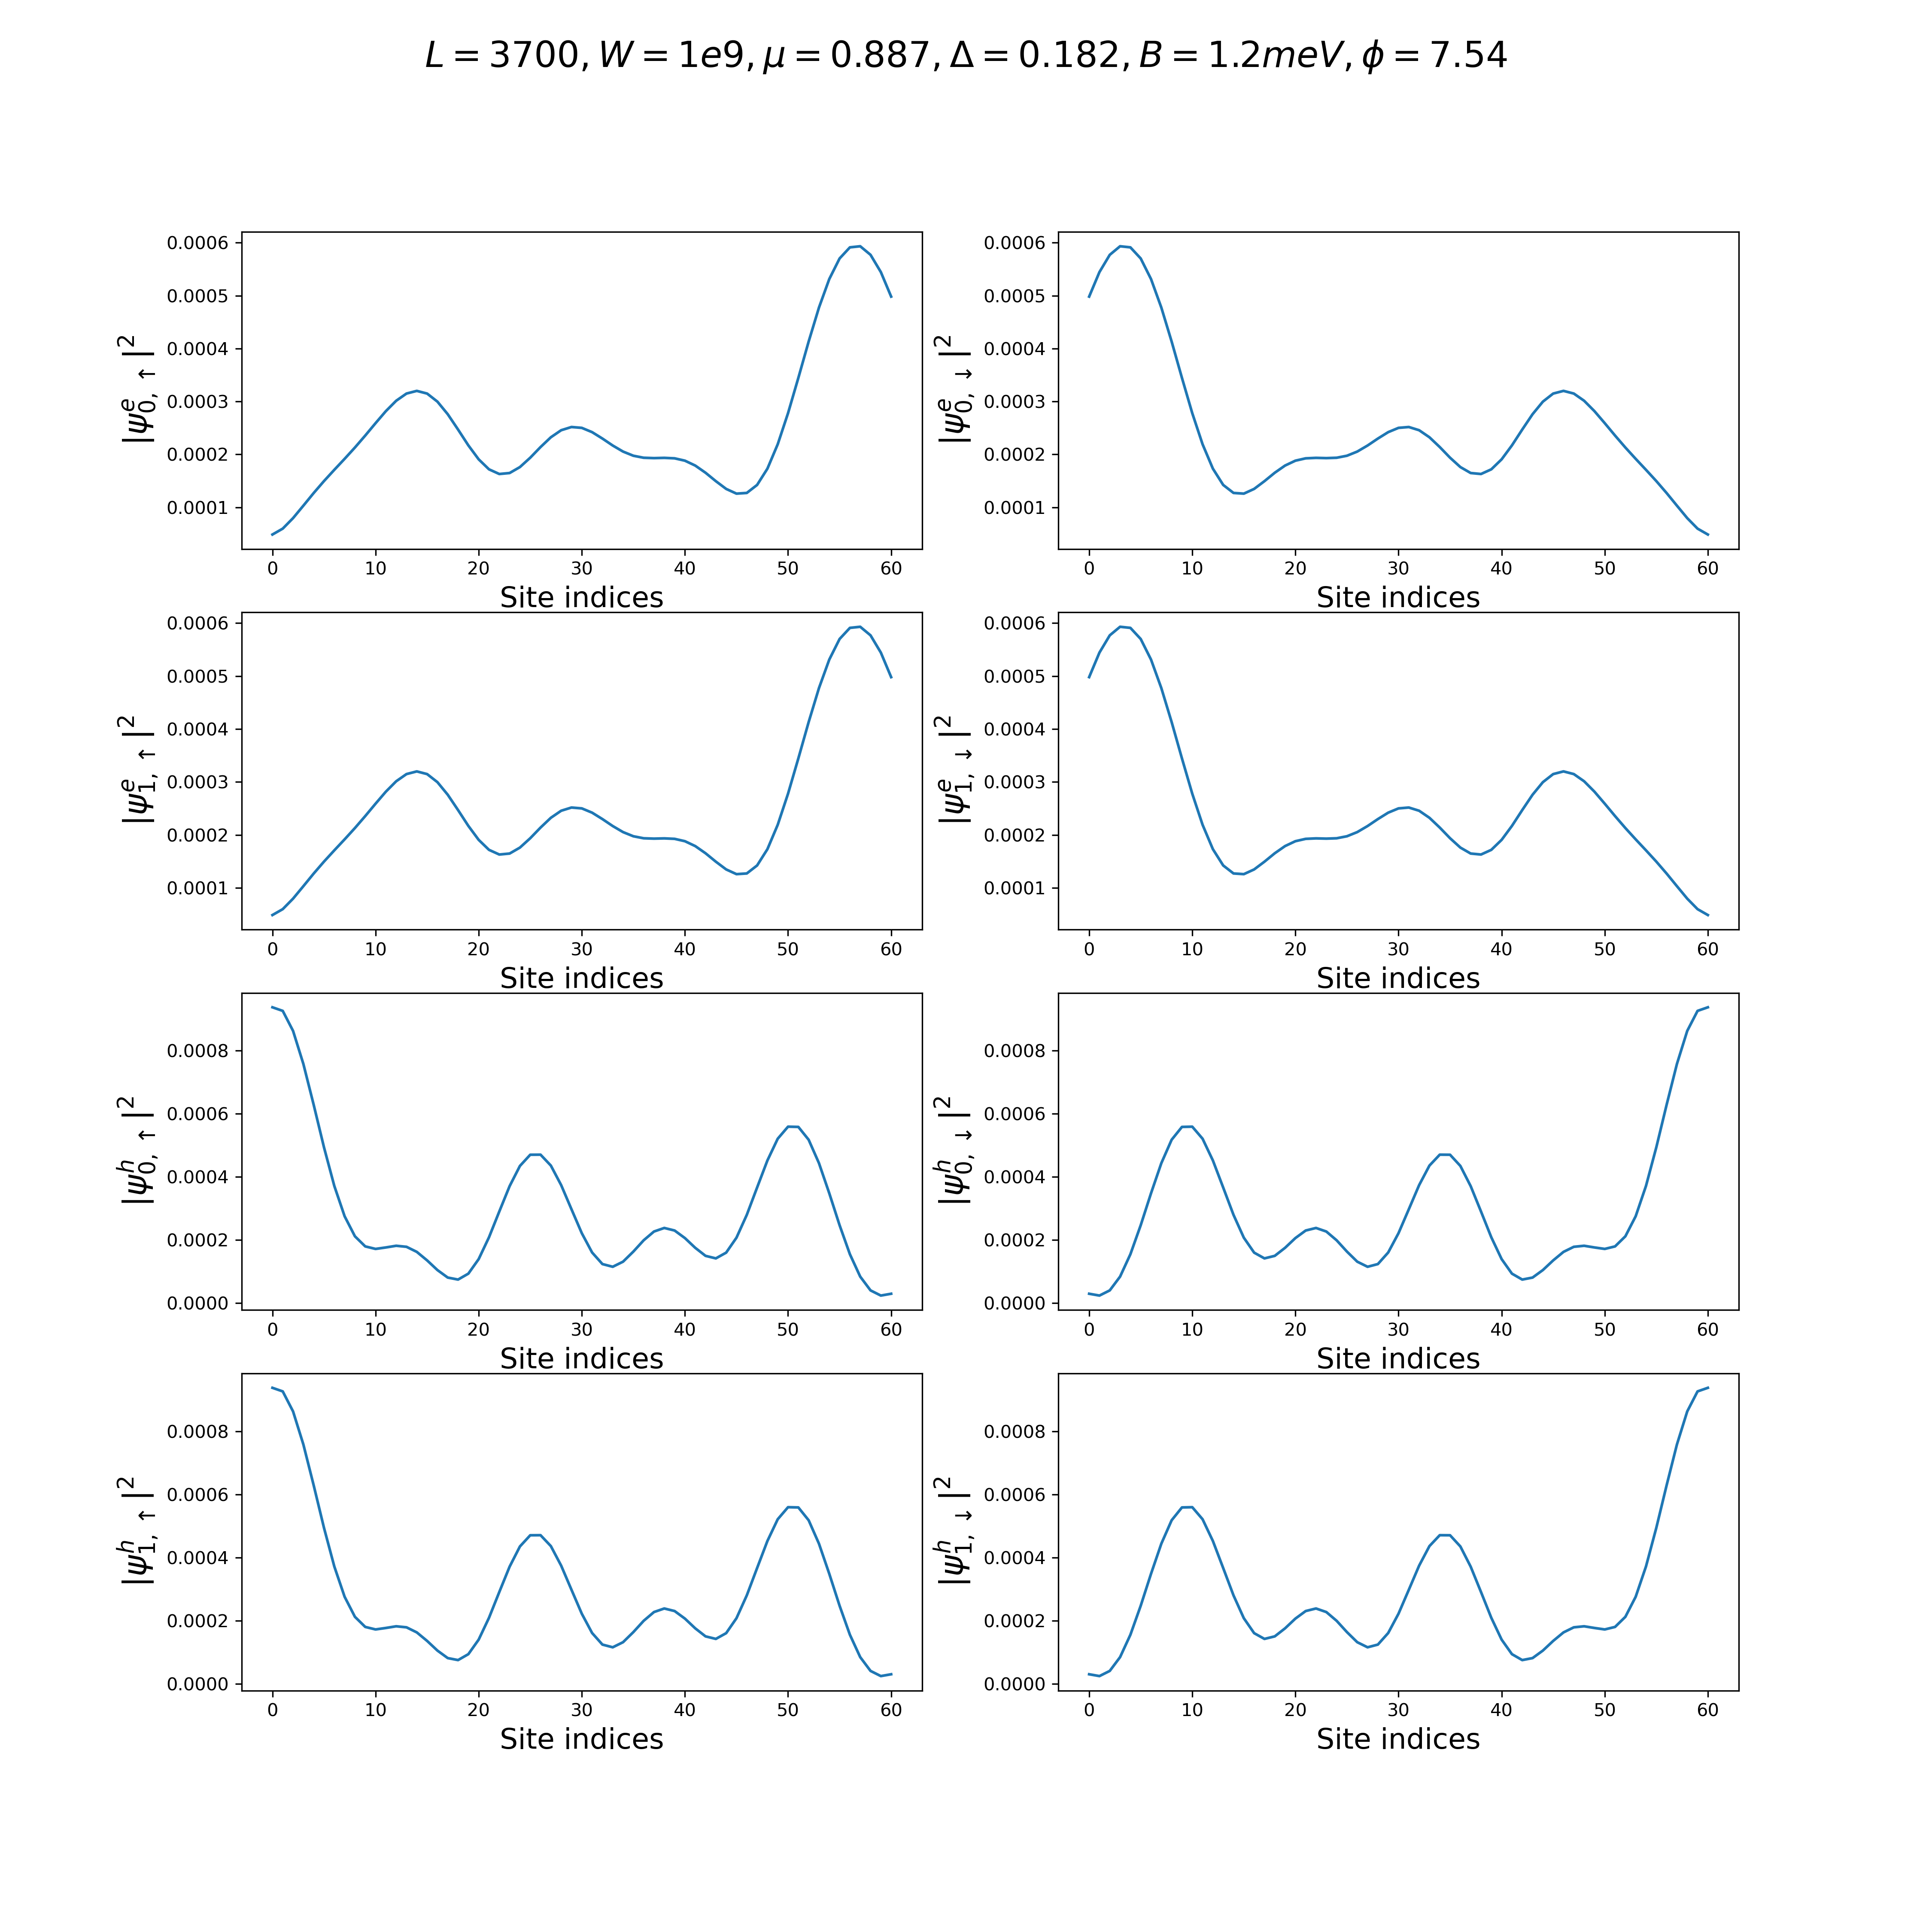 L = 3700, W = 1e9, μ = 0.887, Δ = 0.182, B = 1.2meV, ϕ = 7.54
|ψ^e_{0, ↑}|^2
0.0006
0.0005
0.0004
0.0003
0.0002
0.0001
0 10 20 30 40 50 60
Site indices
|ψ^e_{0, ↓}|^2
0.0006
0.0005
0.0004
0.0003
0.0002
0.0001
0 10 20 30 40 50 60
Site indices
|ψ^e_{1, ↑}|^2
0.0006
0.0005
0.0004
0.0003
0.0002
0.0001
0 10 20 30 40 50 60
Site indices
|ψ^e_{1, ↓}|^2
0.0006
0.0005
0.0004
0.0003
0.0002
0.0001
0 10 20 30 40 50 60
Site indices
|ψ^h_{0, ↑}|^2
0.0008
0.0006
0.0004
0.0002
0.0000
0 10 20 30 40 50 60
Site indices
|ψ^h_{0, ↓}|^2
0.0008
0.0006
0.0004
0.0002
0.0000
0 10 20 30 40 50 60
Site indices
|ψ^h_{1, ↑}|^2
0.0008
0.0006
0.0004
0.0002
0.0000
0 10 20 30 40 50 60
Site indices
|ψ^h_{1, ↓}|^2
0.0008
0.0006
0.0004
0.0002
0.0000
0 10 20 30 40 50 60
Site indices